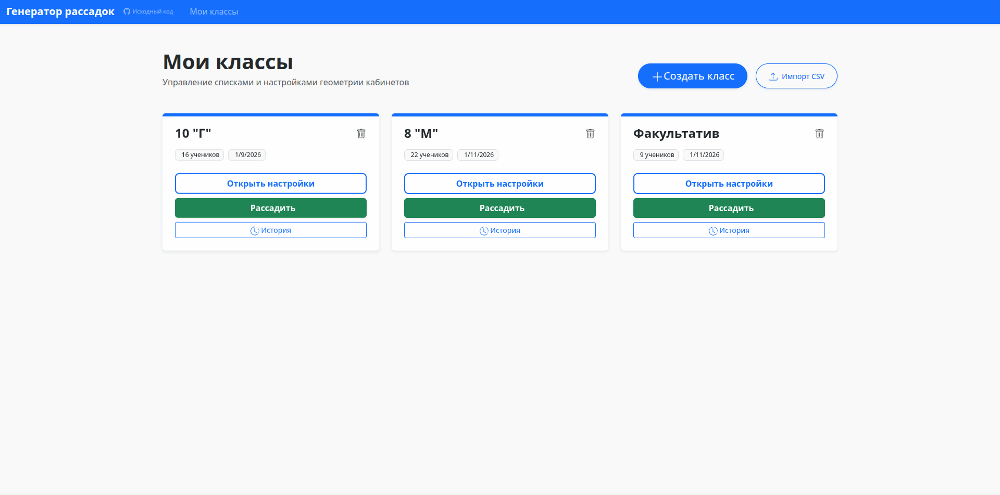 Генератор рассадок Исходный код Мои классы
Мои классы
Управление списками и настройками геометрии кабинетов
Создать класс
Импорт CSV
10 "Г"
16 учеников 1/9/2026
Открыть настройки
Рассадить
История
8 "М"
22 учеников 1/11/2026
Открыть настройки
Рассадить
История
Факультатив
9 учеников 1/11/2026
Открыть настройки
Рассадить
История